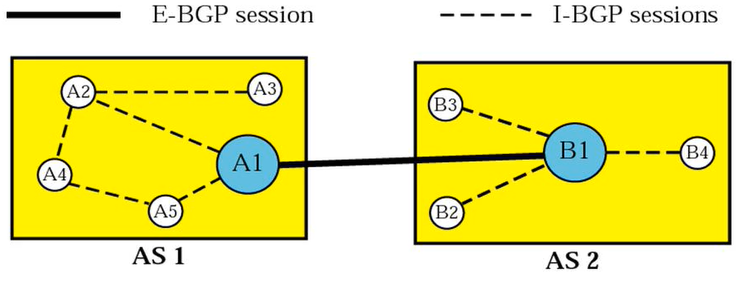 E-BGP session
I-BGP sessions
A2
A3
A4
A5
A1
AS 1
B3
B1
B4
B2
AS 2